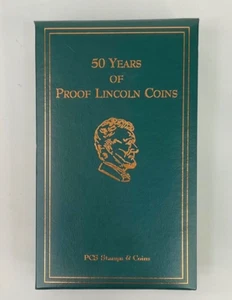 50 YEARS
OF
PROOF LINCOLN COINS
PCS Stamps & Coins